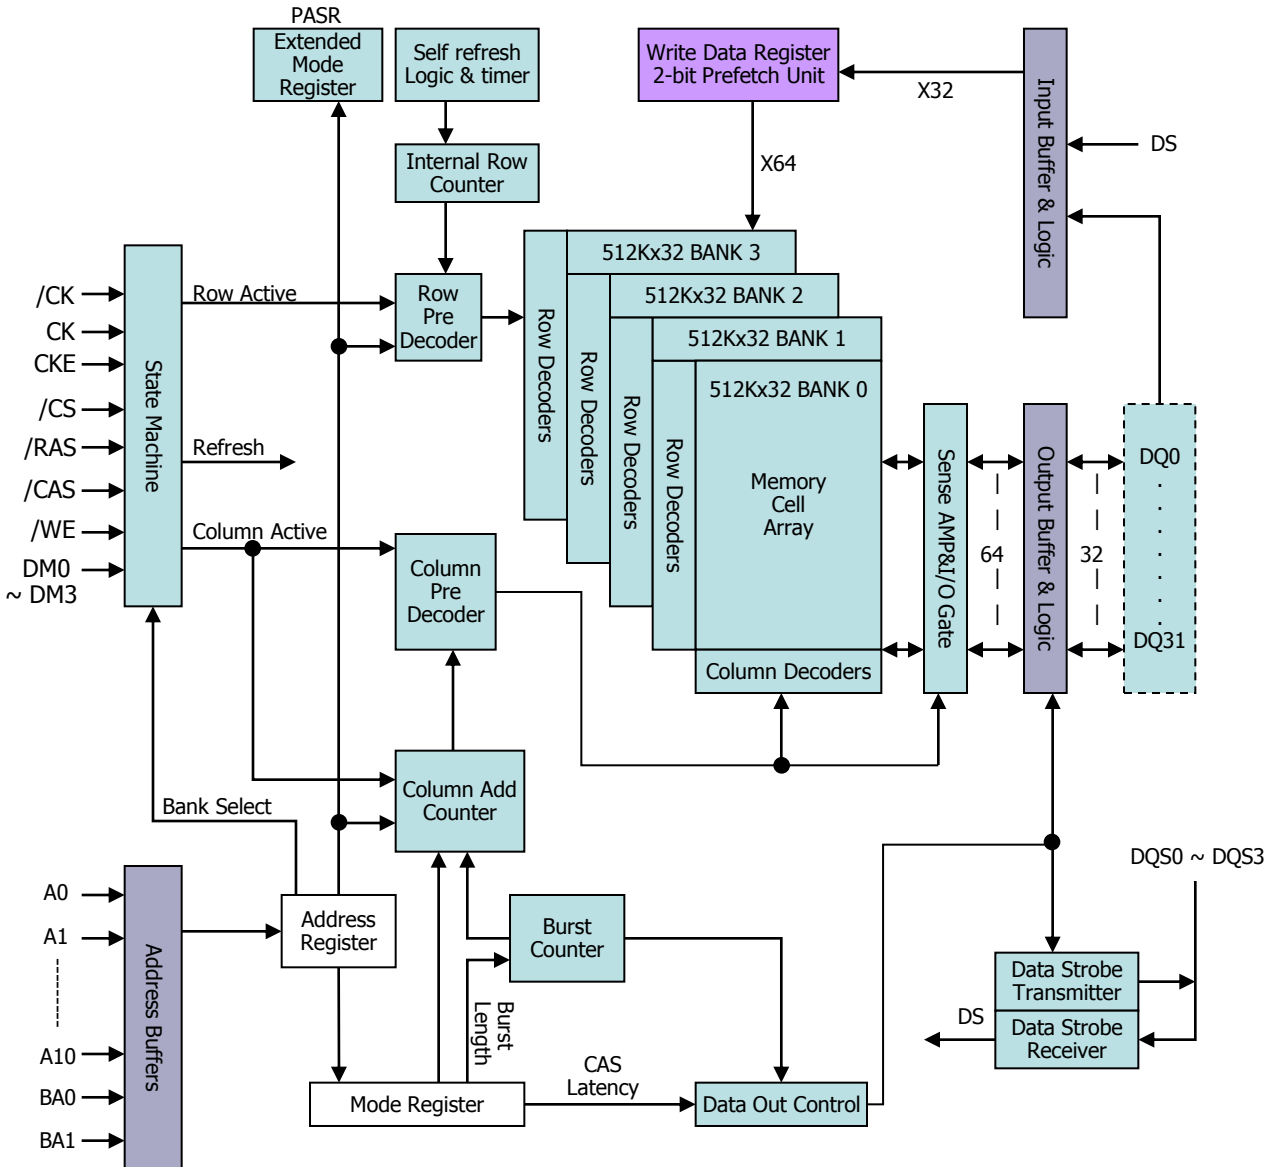 PASR
Extended
Mode
Register
Self refresh
Logic & timer
Internal Row
Counter
Write Data Register
2-bit Prefetch Unit
X32
X64
Input Buffer & Logic
DS
/CK
CK
CKE
/CS
/RAS
/CAS
/WE
DM0
~ DM3
State Machine
Row Active
Refresh
Column Active
Row
Pre
Decoder
Row Decoders
Row Decoders
Row Decoders
Row Decoders
512Kx32 BANK 3
512Kx32 BANK 2
512Kx32 BANK 1
512Kx32 BANK 0
Memory
Cell
Array
Column Decoders
Sense AMP&I/O Gate
64
Output Buffer & Logic
32
DQ0
.
.
.
.
.
.
.
DQ31
Column
Pre
Decoder
Column Add
Counter
Bank Select
A0
A1
A10
BA0
BA1
Address Buffers
Address
Register
Burst
Counter
Burst
Length
Mode Register
CAS
Latency
Data Out Control
DQS0 ~ DQS3
Data Strobe
Transmitter
Data Strobe
Receiver
DS